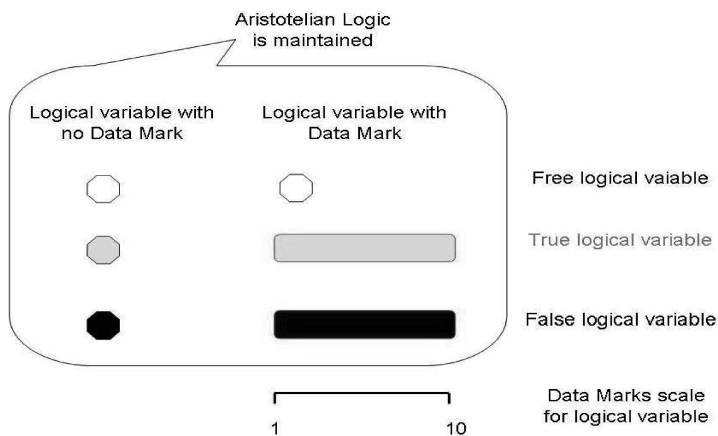 Aristotelian Logic
is maintained
Logical variable with
no Data Mark
Logical variable with
Data Mark
Free logical vaiable
True logical variable
False logical variable
1
10
Data Marks scale
for logical variable